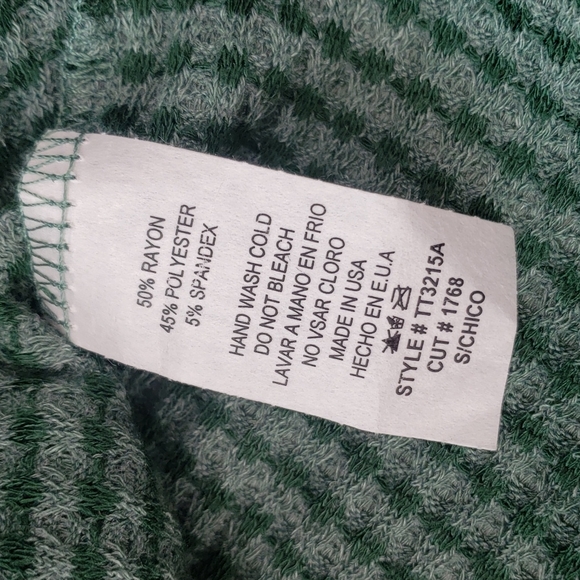 50% RAYON
45% POLYESTER
5% SPANDEX
HAND WASH COLD
DO NOT BLEACH
LAVAR A MANO EN FRIO
NO VSAR CLORO
MADE IN USA
HECHO EN E.U.A
STYLE # TT3215A
CUT # 1768
S/CHICO